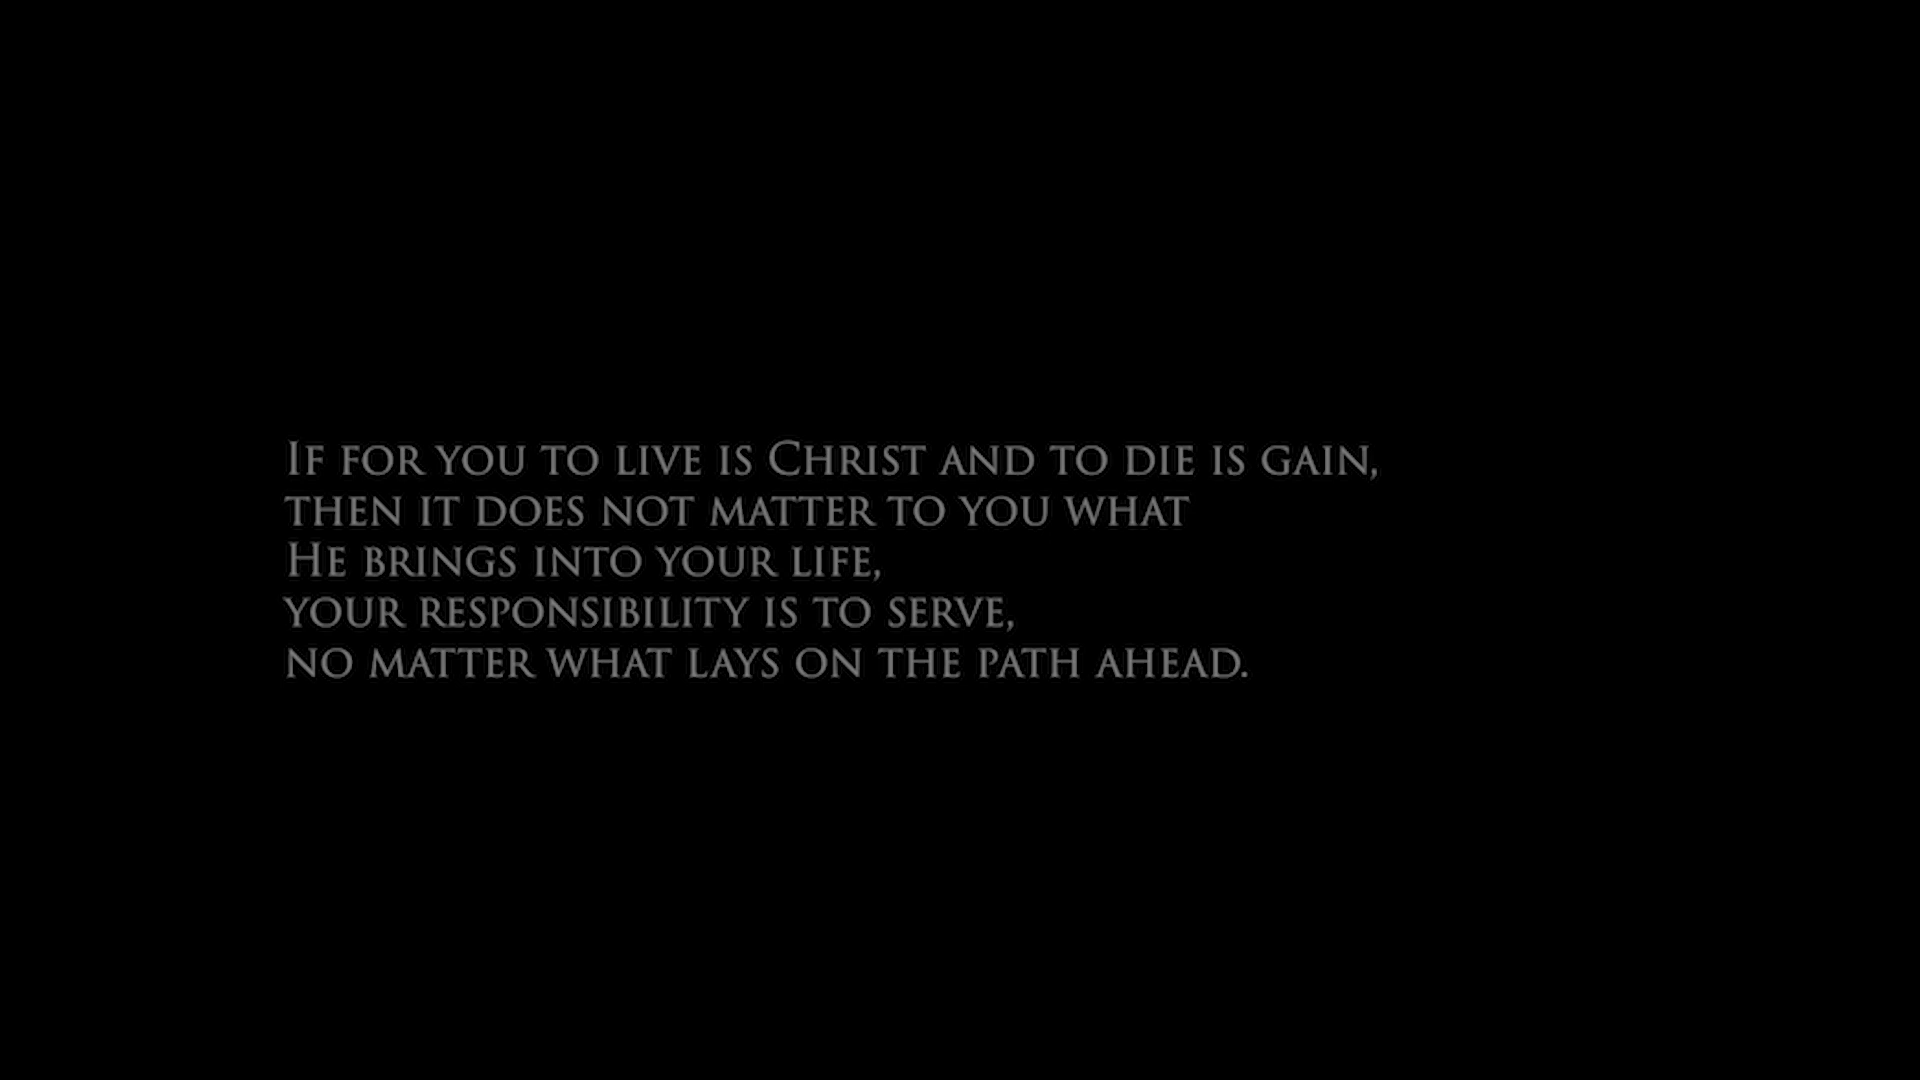 If for you to live is Christ and to die is gain,
then it does not matter to you what
He brings into your life,
your responsibility is to serve,
no matter what lays on the path ahead.